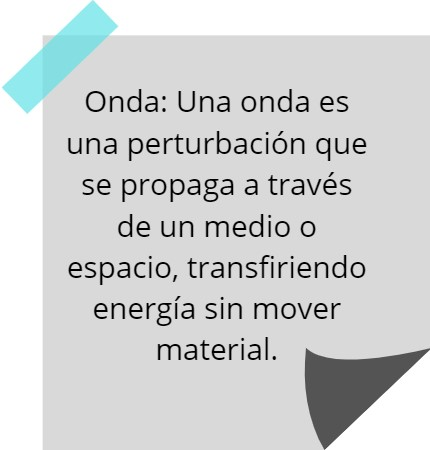 Onda: Una onda es
una perturbación que
se propaga a través
de un medio o
espacio, transfiriendo
energía sin mover
material.